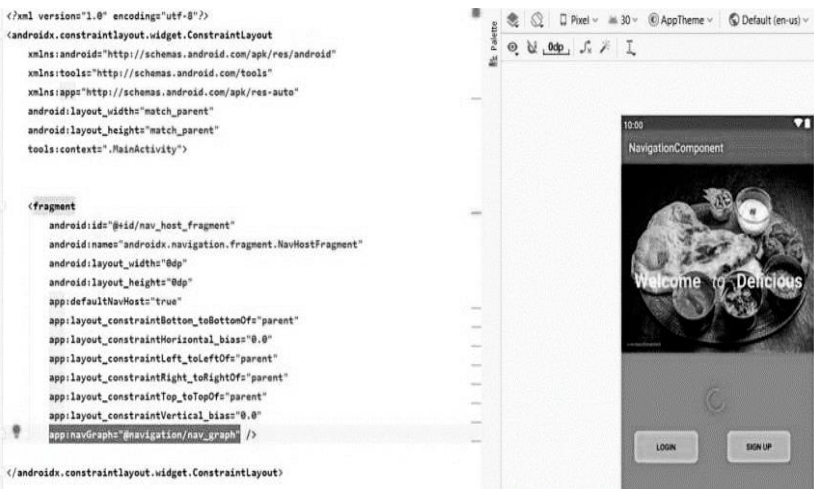 <?xml version="1.0" encoding="utf-8"?>
<androidx.constraintlayout.widget.ConstraintLayout
xmlns:android="http://schemas.android.com/apk/res/android"
xmlns:tools="http://schemas.android.com/tools"
xmlns:app="http://schemas.android.com/apk/res-auto"
android:layout_width="match_parent"
android:layout_height="match_parent"
tools:context=".MainActivity">
<fragment
android:id="@+id/nav_host_fragment"
android:name="androidx.navigation.fragment.NavHostFragment"
android:layout_width="0dp"
android:layout_height="0dp"
app:defaultNavHost="true"
app:layout_constraintBottom_toBottomOf="parent"
app:layout_constraintHorizontal_bias="0.0"
app:layout_constraintLeft_toLeftOf="parent"
app:layout_constraintRight_toRightOf="parent"
app:layout_constraintTop_toTopOf="parent"
app:layout_constraintVertical_bias="0.0"
app:navGraph="@navigation/nav_graph" />
</androidx.constraintlayout.widget.ConstraintLayout>
Palette
Pixel 30 AppTheme Default (en-us)
0dp
10:00
NavigationComponent
Welcome to Delicious
LOGIN SIGN UP